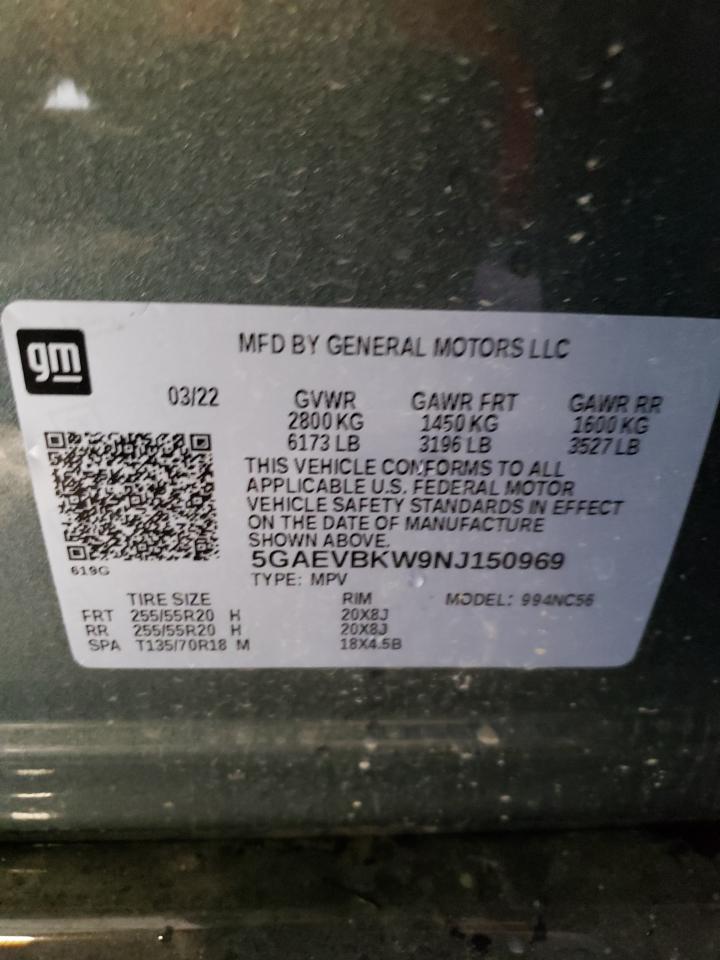 gm
MFD BY GENERAL MOTORS LLC
03/22 GVWR GAWR FRT GAWR RR
2800 KG 1450 KG 1600 KG
6173 LB 3196 LB 3527 LB
THIS VEHICLE CONFORMS TO ALL
APPLICABLE U.S. FEDERAL MOTOR
VEHICLE SAFETY STANDARDS IN EFFECT
ON THE DATE OF MANUFACTURE
SHOWN ABOVE.
5GAEVBKW9NJ150969
619G
TYPE: MPV
TIRE SIZE RIM MODEL: 994NC56
FRT 255/55R20 H 20X8J
RR 255/55R20 H 20X8J
SPA T135/70R18 M 18X4.5B